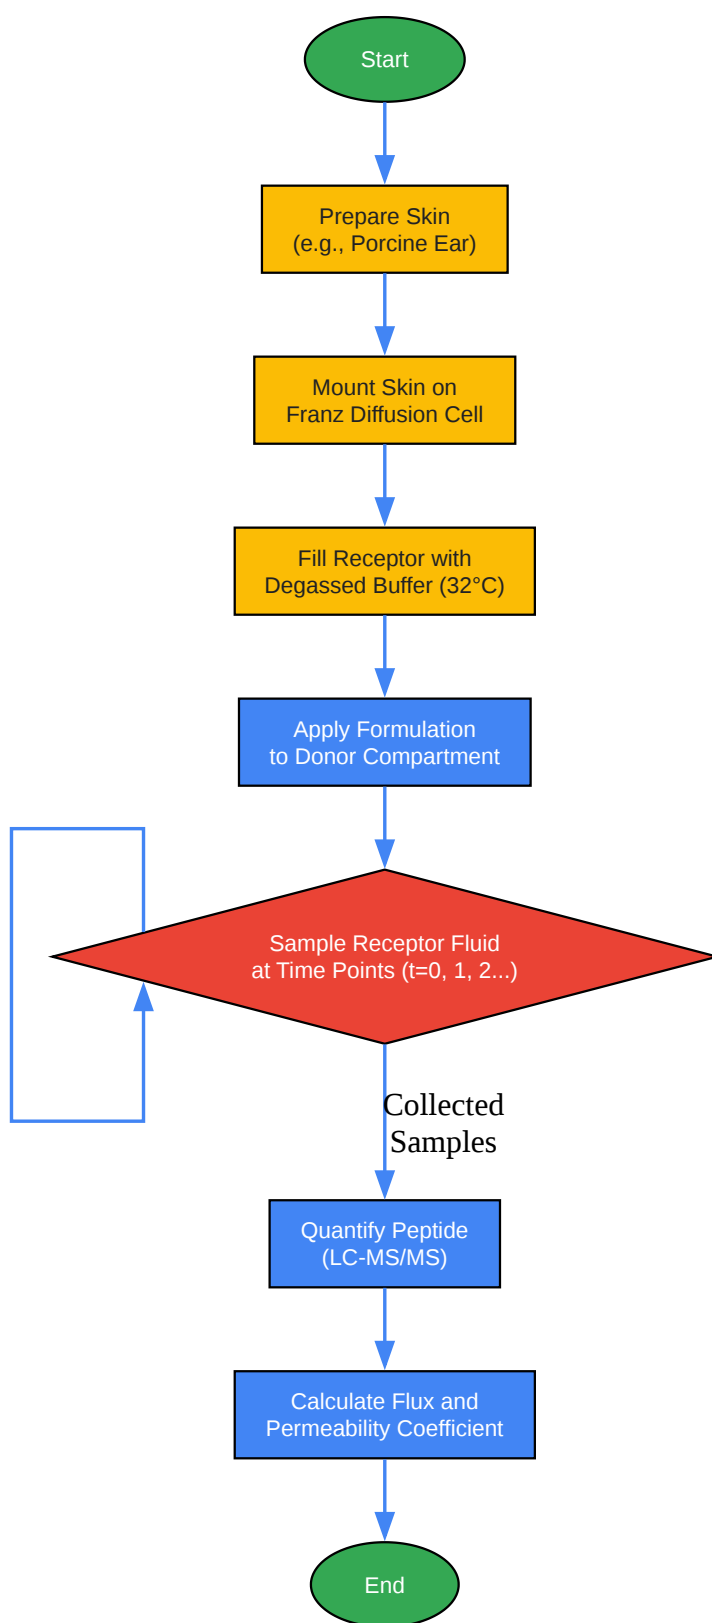 Start
Prepare Skin
(e.g., Porcine Ear)
Mount Skin on
Franz Diffusion Cell
Fill Receptor with
Degassed Buffer (32°C)
Apply Formulation
to Donor Compartment
Sample Receptor Fluid
at Time Points (t=0, 1, 2...)
Collected
Samples
Quantify Peptide
(LC-MS/MS)
Calculate Flux and
Permeability Coefficient
End